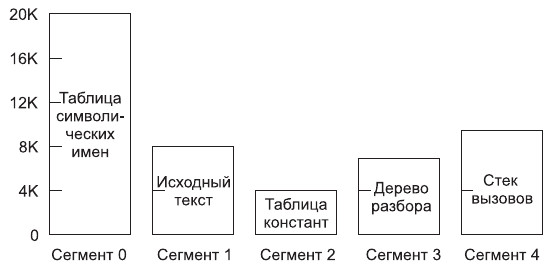 20K
16K
12K
8K
4K
0
Таблица
символи-
ческих
имен
Исходный
текст
Таблица
констант
Дерево
разбора
Стек
вызовов
Сегмент 0
Сегмент 1
Сегмент 2
Сегмент 3
Сегмент 4